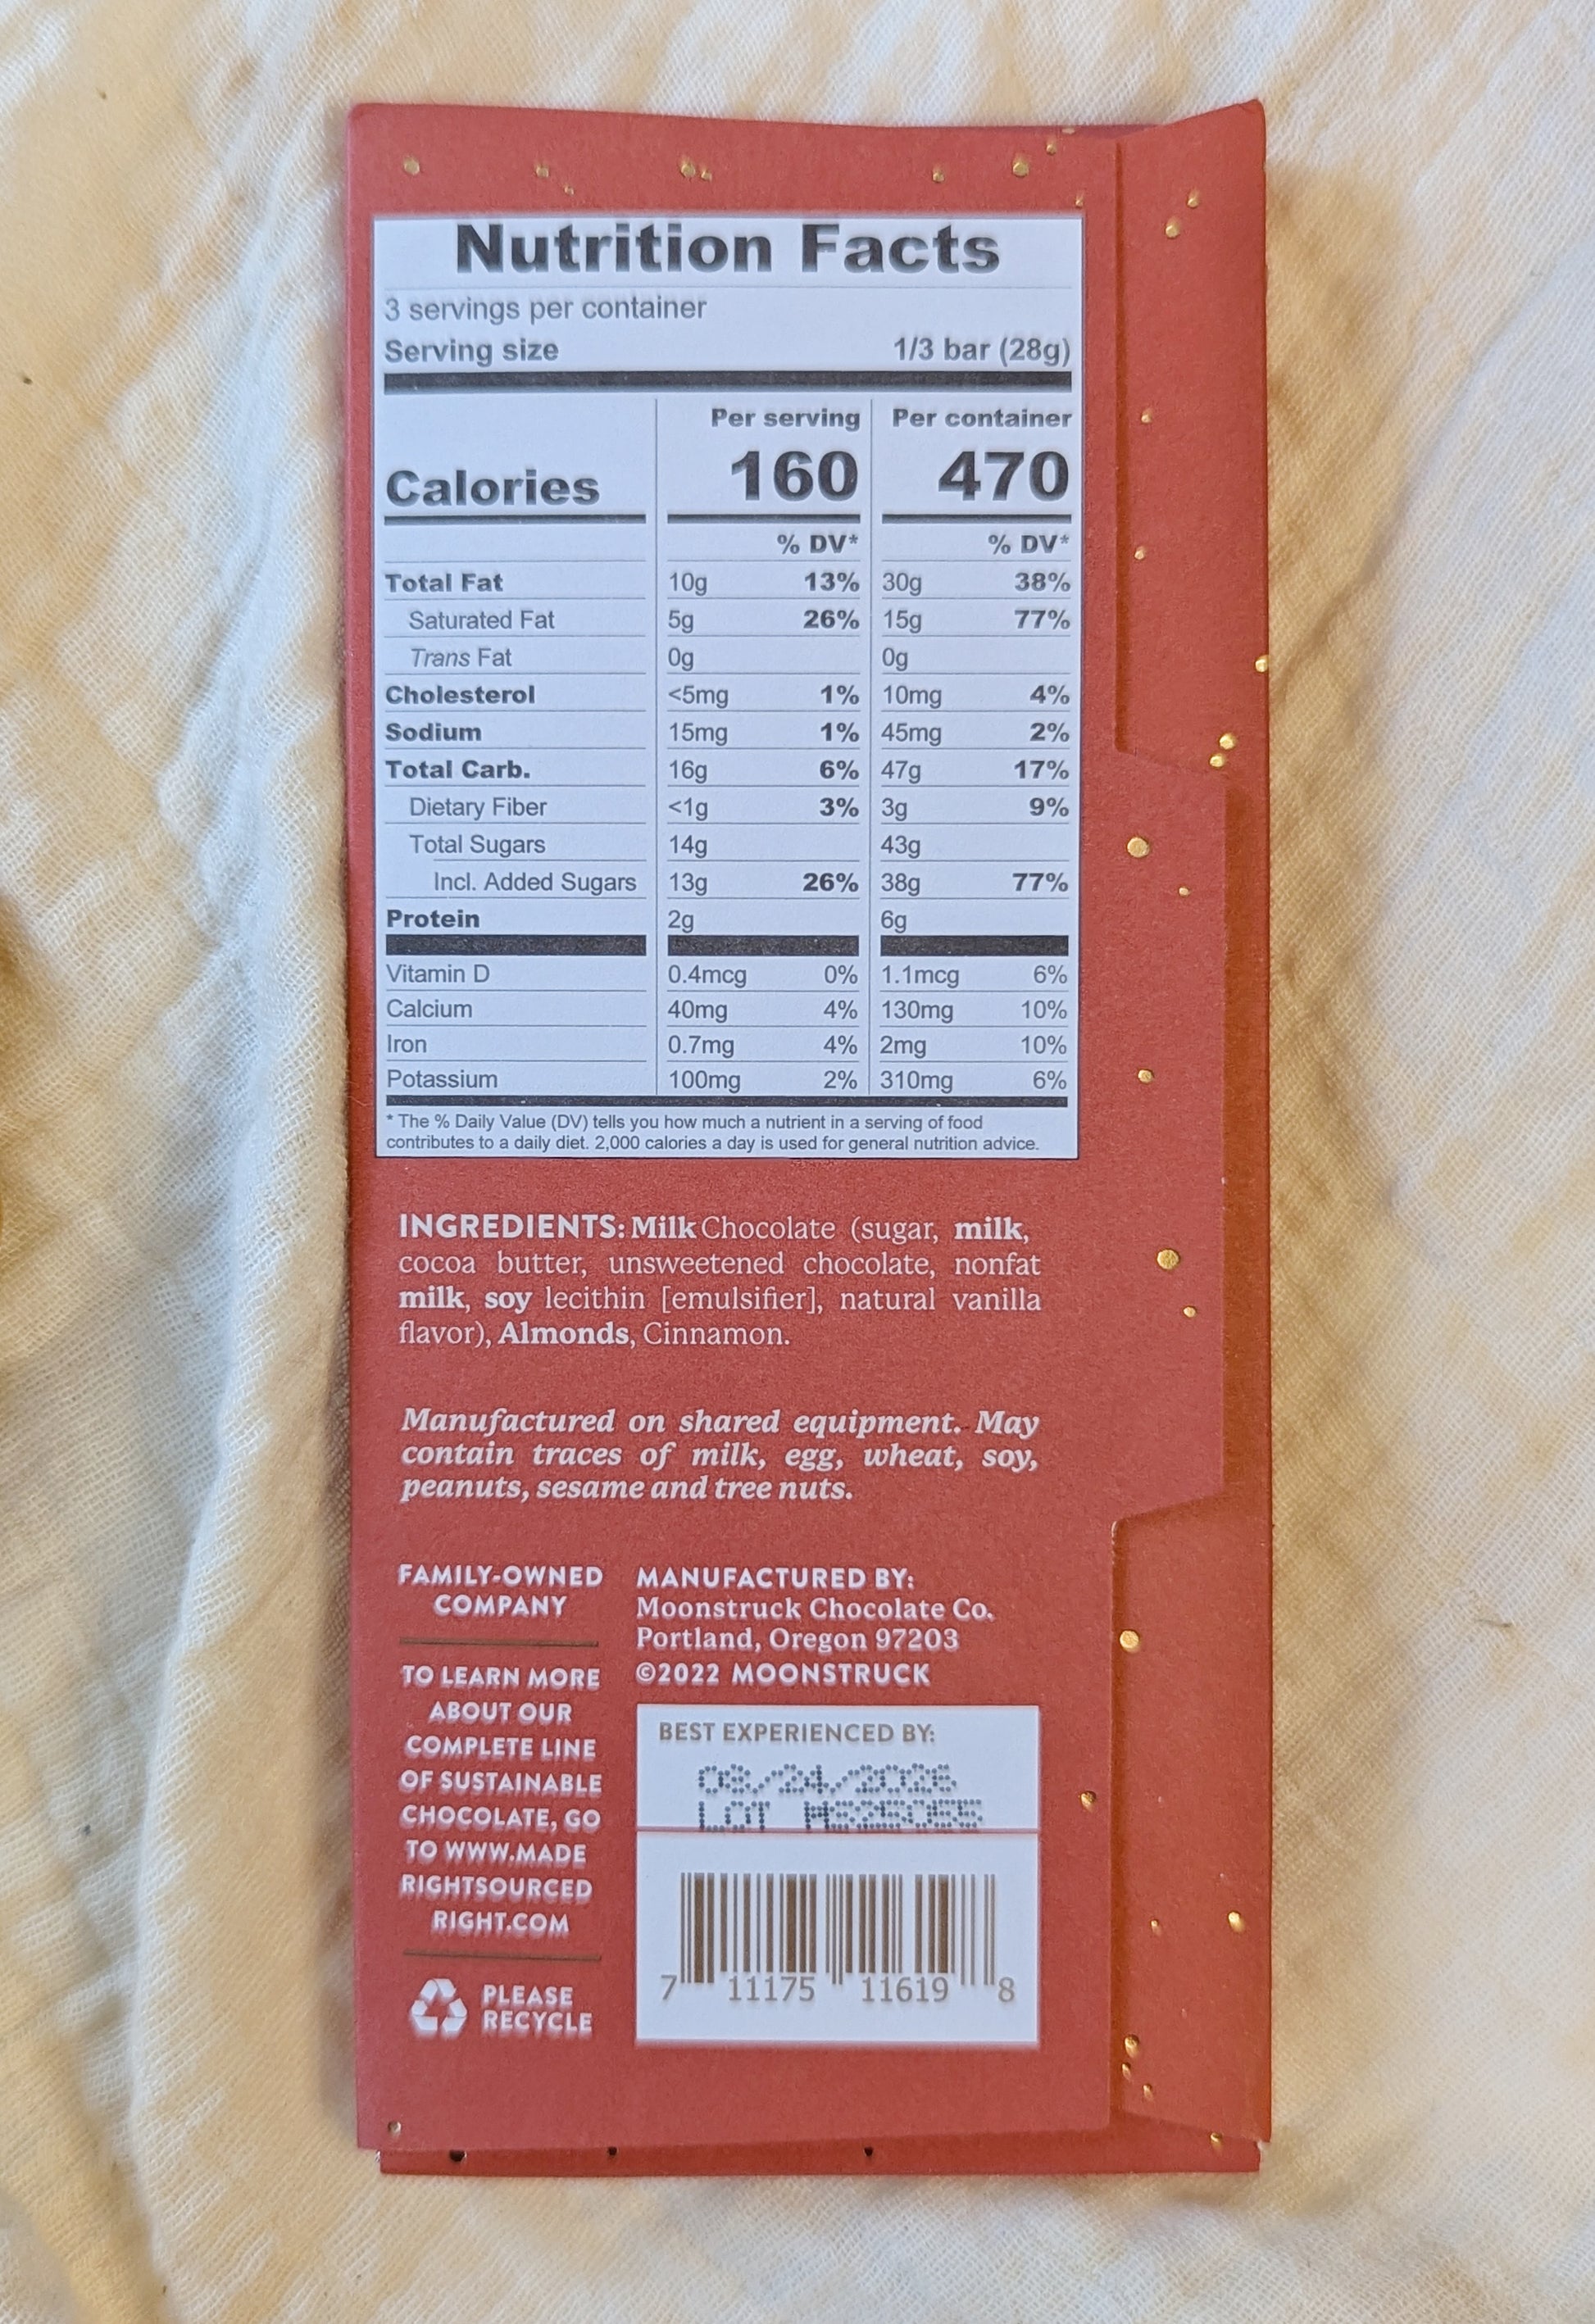 Nutrition Facts
3 servings per container
Serving size 1/3 bar (28g)
Per serving Per container
Calories 160 470
% DV* % DV*
Total Fat 10g 13% 30g 38%
Saturated Fat 5g 26% 15g 77%
Trans Fat 0g 0g
Cholesterol <5mg 1% 10mg 4%
Sodium 15mg 1% 45mg 2%
Total Carb. 16g 6% 47g 17%
Dietary Fiber <1g 3% 3g 9%
Total Sugars 14g 43g
Incl. Added Sugars 13g 26% 38g 77%
Protein 2g 6g
Vitamin D 0.4mcg 0% 1.1mcg 6%
Calcium 40mg 4% 130mg 10%
Iron 0.7mg 4% 2mg 10%
Potassium 100mg 2% 310mg 6%
* The % Daily Value (DV) tells you how much a nutrient in a serving of food
contributes to a daily diet. 2,000 calories a day is used for general nutrition advice.
INGREDIENTS: Milk Chocolate (sugar, milk,
cocoa butter, unsweetened chocolate, nonfat
milk, soy lecithin [emulsifier], natural vanilla
flavor), Almonds, Cinnamon.
Manufactured on shared equipment. May
contain traces of milk, egg, wheat, soy,
peanuts, sesame and tree nuts.
FAMILY-OWNED
COMPANY
TO LEARN MORE
ABOUT OUR
COMPLETE LINE
OF SUSTAINABLE
CHOCOLATE, GO
TO WWW.MADE
RIGHTSOURCED
RIGHT.COM
PLEASE
RECYCLE
MANUFACTURED BY:
Moonstruck Chocolate Co.
Portland, Oregon 97203
©2022 MOONSTRUCK
BEST EXPERIENCED BY:
LOT
7 11175 11619 8